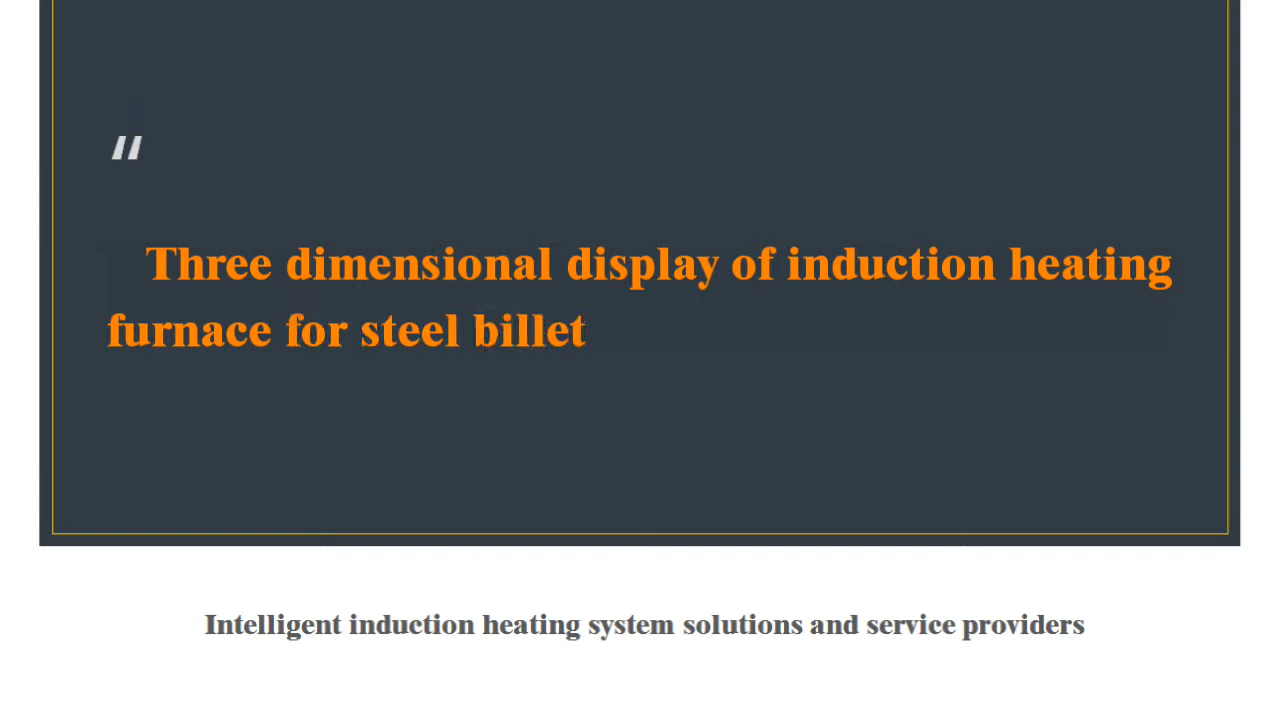 “
Three dimensional display of induction heating
furnace for steel billet
Intelligent induction heating system solutions and service providers